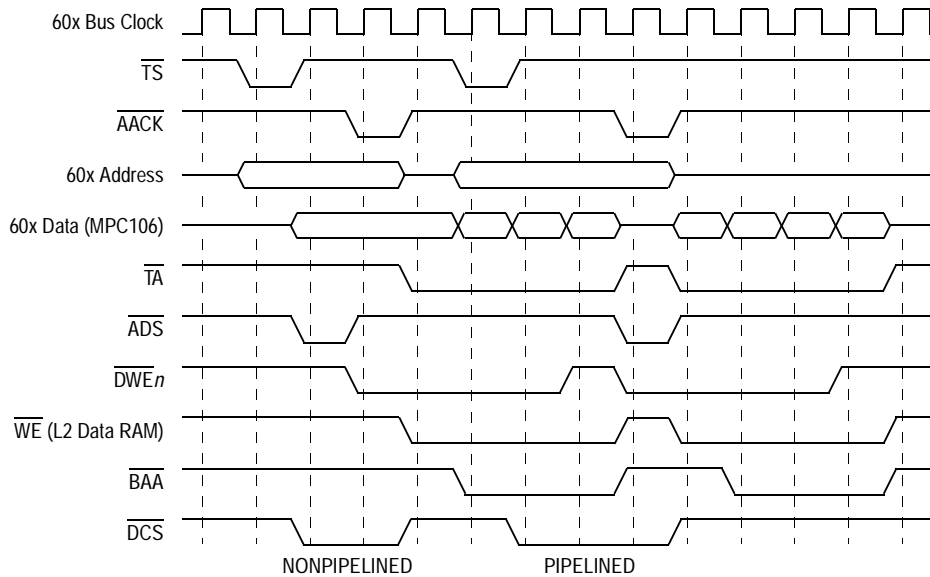 60x Bus Clock
TS
AACK
60x Address
60x Data (MPC106)
TA
ADS
DWEn
WE (L2 Data RAM)
BAA
DCS
NONPIPELINED PIPELINED